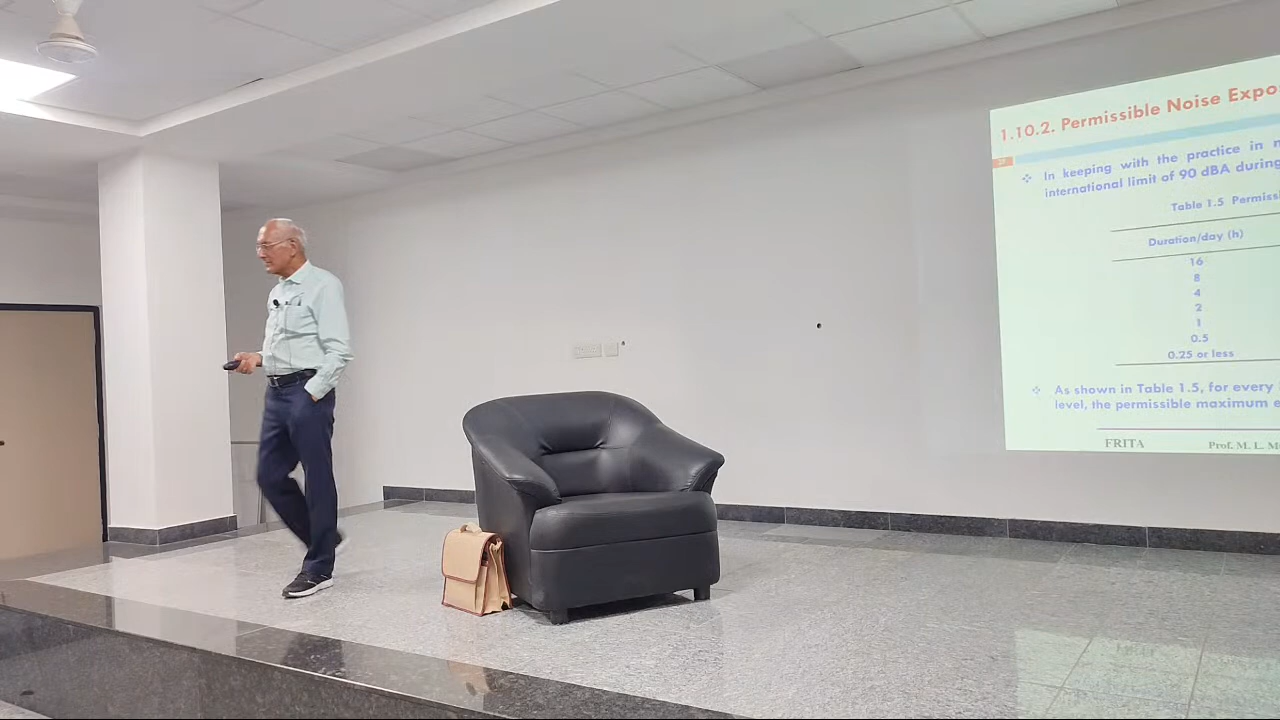 1.10.2. Permissible Noise Expo
In keeping with the practice in
international limit of 90 dBA during
Table 1.5 Permissi
Duration/day (h)
16
8
4
2
1
0.5
0.25 or less
As shown in Table 1.5, for every
level, the permissible maximum e
FRITA
Prof. M. L. M